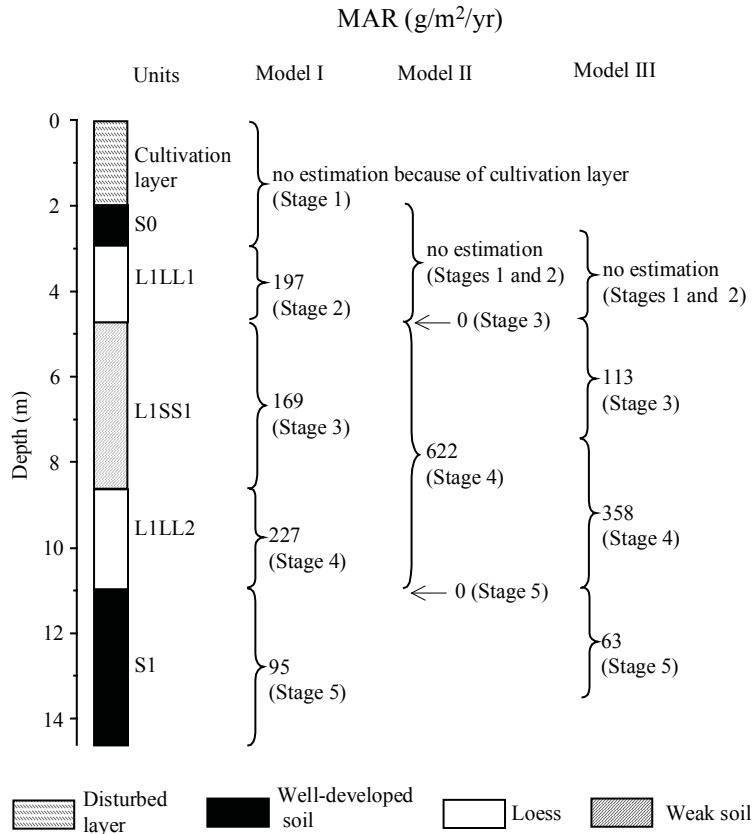 MAR (g/m²/yr)
Units
Model I
Model II
Model III
Depth (m)
0
2
4
6
8
10
12
14
Cultivation
layer
S0
L1LL1
L1SS1
L1LL2
S1
no estimation because of cultivation layer
(Stage 1)
197
(Stage 2)
169
(Stage 3)
227
(Stage 4)
95
(Stage 5)
no estimation
(Stages 1 and 2)
0 (Stage 3)
622
(Stage 4)
0 (Stage 5)
no estimation
(Stages 1 and 2)
113
(Stage 3)
358
(Stage 4)
63
(Stage 5)
Disturbed
layer
Well-developed
soil
Loess
Weak soil